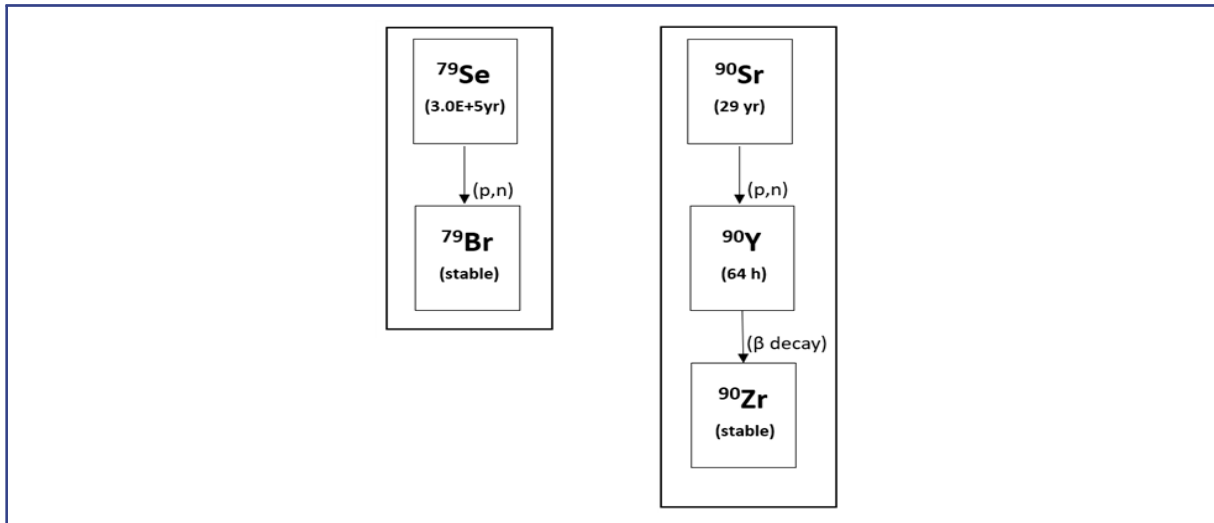 ⁷⁹Se
(3.0E+5yr)
(p,n)
⁷⁹Br
(stable)
⁹⁰Sr
(29 yr)
(p,n)
⁹⁰Y
(64 h)
(β decay)
⁹⁰Zr
(stable)